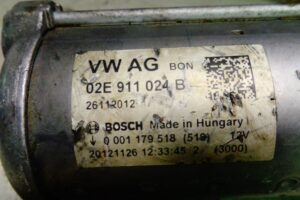 VW AG BON
02E 911 024 B
26112012
BOSCH Made in Hungary
0 001 179 518 (519) 12V
20121126 12:33:45 2 (3000)